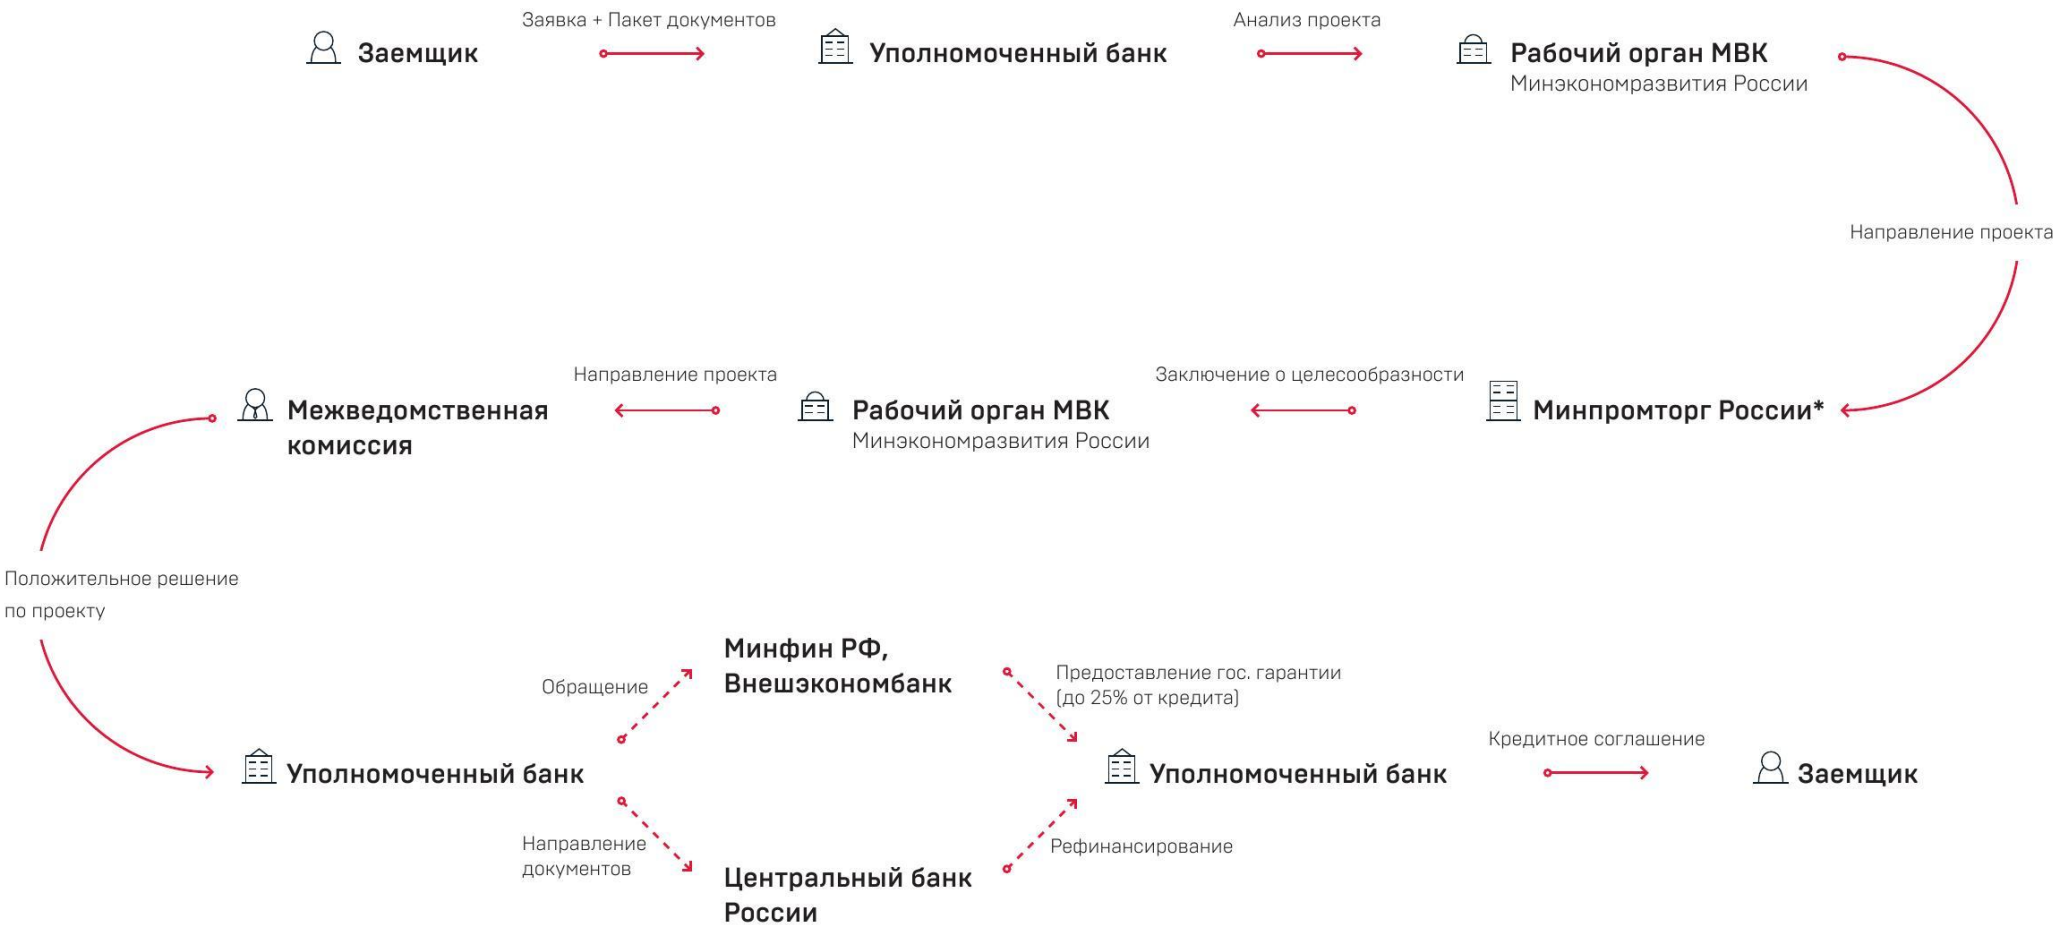 Заявка + Пакет документов
Анализ проекта
Заемщик
Уполномоченный банк
Рабочий орган МВК
Минэкономразвития России
Направление проекта
Направление проекта
Заключение о целесообразности
Минпромторг России*
Рабочий орган МВК
Минэкономразвития России
Межведомственная
комиссия
Положительное решение
по проекту
Уполномоченный банк
Обращение
Минфин РФ,
Внешэкономбанк
Предоставление гос. гарантии
(до 25% от кредита)
Направление
документов
Центральный банк
России
Рефинансирование
Уполномоченный банк
Кредитное соглашение
Заемщик